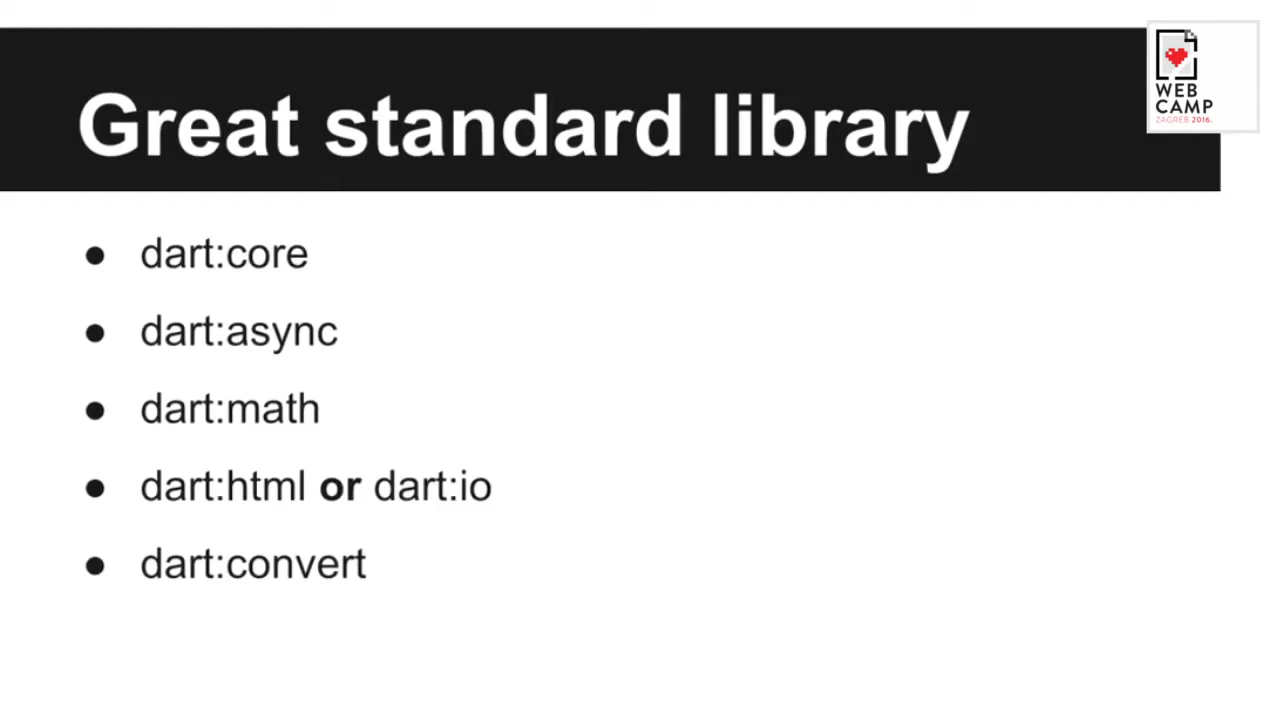 Great standard library
WEB
CAMP
ZAGREB 2016.
● dart:core
● dart:async
● dart:math
● dart:html or dart:io
● dart:convert